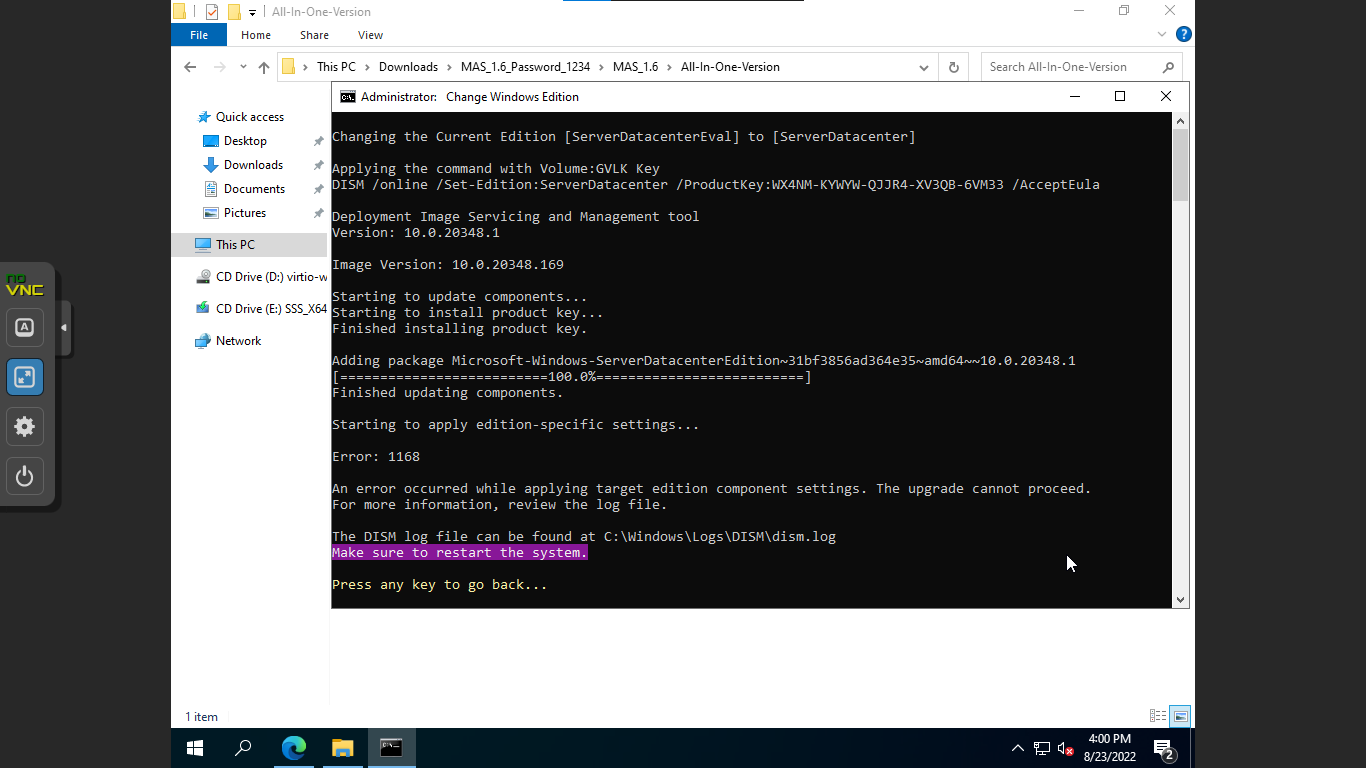 All-In-One-Version
File Home Share View
This PC Downloads MAS_1.6_Password_1234 MAS_1.6 All-In-One-Version
Search All-In-One-Version
Administrator: Change Windows Edition
Quick access
Desktop
Downloads
Documents
Pictures
This PC
CD Drive (D:) virtio-w
CD Drive (E:) SSS_X64
Network
Changing the Current Edition [ServerDatacenterEval] to [ServerDatacenter]
Applying the command with Volume:GVLK Key
DISM /online /Set-Edition:ServerDatacenter /ProductKey:WX4NM-KYWYW-QJJR4-XV3QB-6VM33 /AcceptEula
Deployment Image Servicing and Management tool
Version: 10.0.20348.1
Image Version: 10.0.20348.169
Starting to update components...
Starting to install product key...
Finished installing product key.
Adding package Microsoft-Windows-ServerDatacenterEdition~31bf3856ad364e35~amd64~~10.0.20348.1
[==========================100.0%==========================]
Finished updating components.
Starting to apply edition-specific settings...
Error: 1168
An error occurred while applying target edition component settings. The upgrade cannot proceed.
For more information, review the log file.
The DISM log file can be found at C:\Windows\Logs\DISM\dism.log
Make sure to restart the system.
Press any key to go back...
no
VNC
A
1 item
4:00 PM
8/23/2022
2